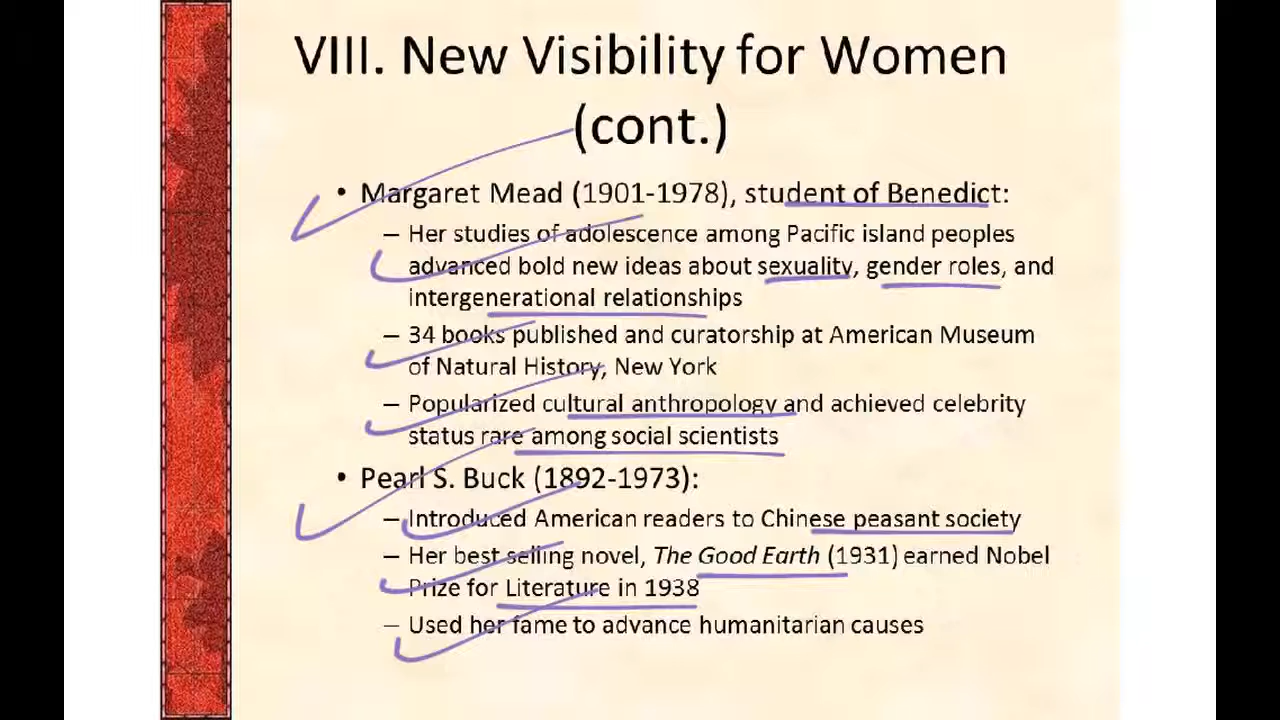 VIII. New Visibility for Women
(cont.)
• Margaret Mead (1901-1978), student of Benedict:
– Her studies of adolescence among Pacific island peoples
advanced bold new ideas about sexuality, gender roles, and
intergenerational relationships
– 34 books published and curatorship at American Museum
of Natural History, New York
– Popularized cultural anthropology and achieved celebrity
status rare among social scientists
• Pearl S. Buck (1892-1973):
– Introduced American readers to Chinese peasant society
– Her best selling novel, The Good Earth (1931) earned Nobel
Prize for Literature in 1938
– Used her fame to advance humanitarian causes